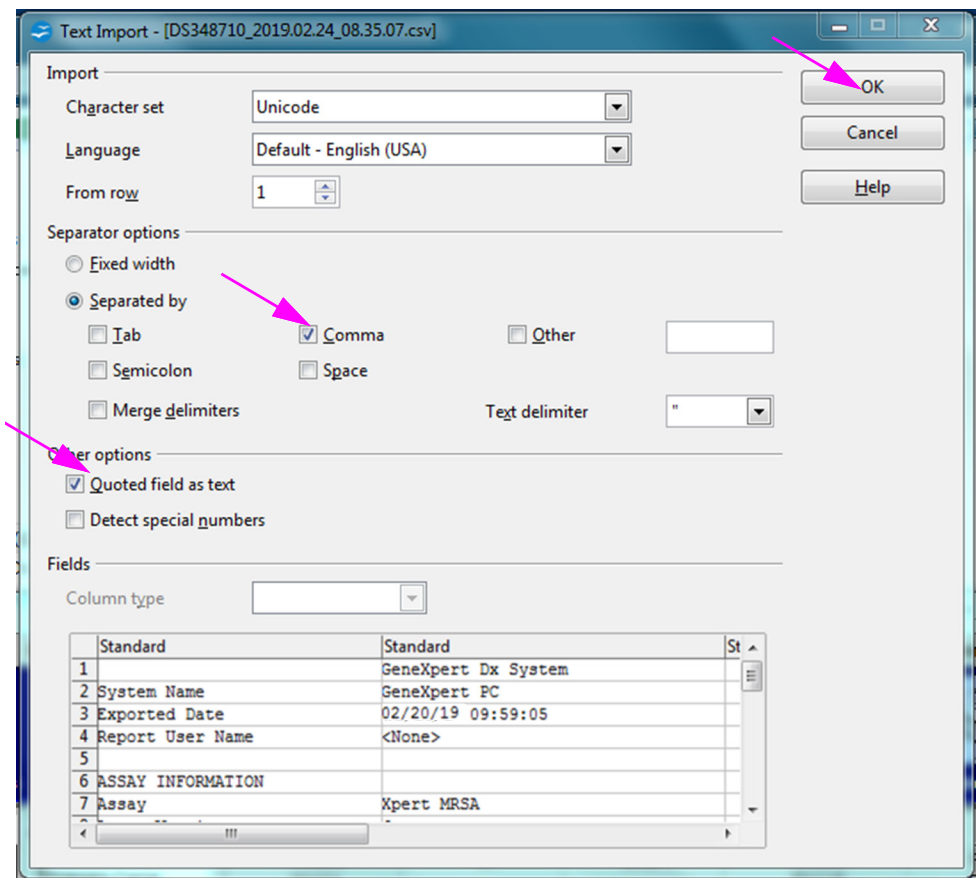 Text Import - [DS348710_2019.02.24_08.35.07.csv]
Import
OK
Character set Unicode
Cancel
Language Default - English (USA)
Help
From row 1
Separator options
Fixed width
Separated by
Tab Comma Other
Semicolon Space
Merge delimiters Text delimiter "
Other options
Quoted field as text
Detect special numbers
Fields
Column type
Standard Standard St
1 GeneXpert Dx System
2 System Name GeneXpert PC
3 Exported Date 02/20/19 09:59:05
4 Report User Name <None>
5
6 ASSAY INFORMATION
7 Assay Xpert MRSA